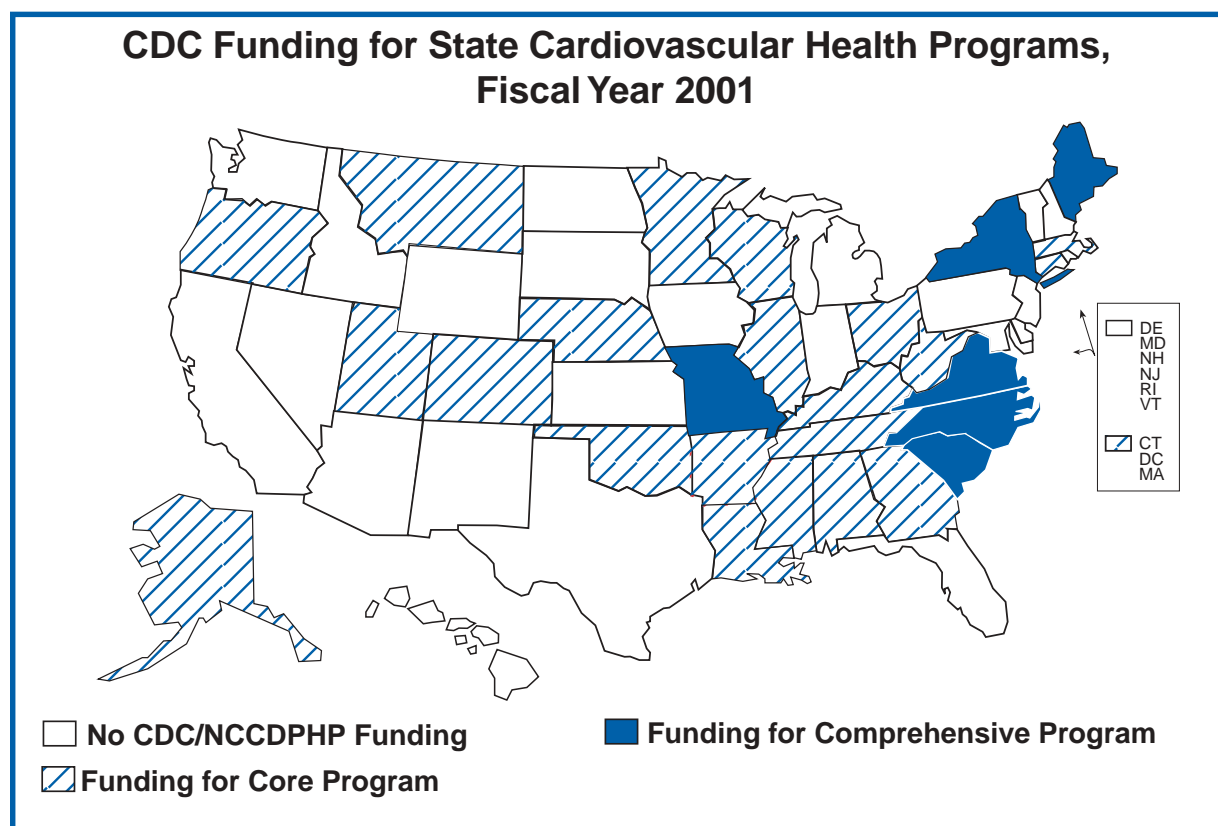 CDC Funding for State Cardiovascular Health Programs,
Fiscal Year 2001
DE
MD
NH
NJ
RI
VT
CT
DC
MA
No CDC/NCCDPHP Funding
Funding for Comprehensive Program
Funding for Core Program